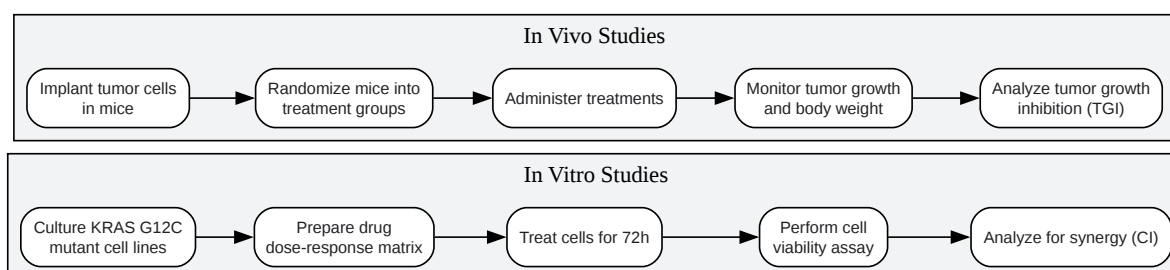 In Vivo Studies
Implant tumor cells
in mice
Randomize mice into
treatment groups
Administer treatments
Monitor tumor growth
and body weight
Analyze tumor growth
inhibition (TGI)
In Vitro Studies
Culture KRAS G12C
mutant cell lines
Prepare drug
dose-response matrix
Treat cells for 72h
Perform cell
viability assay
Analyze for synergy (CI)